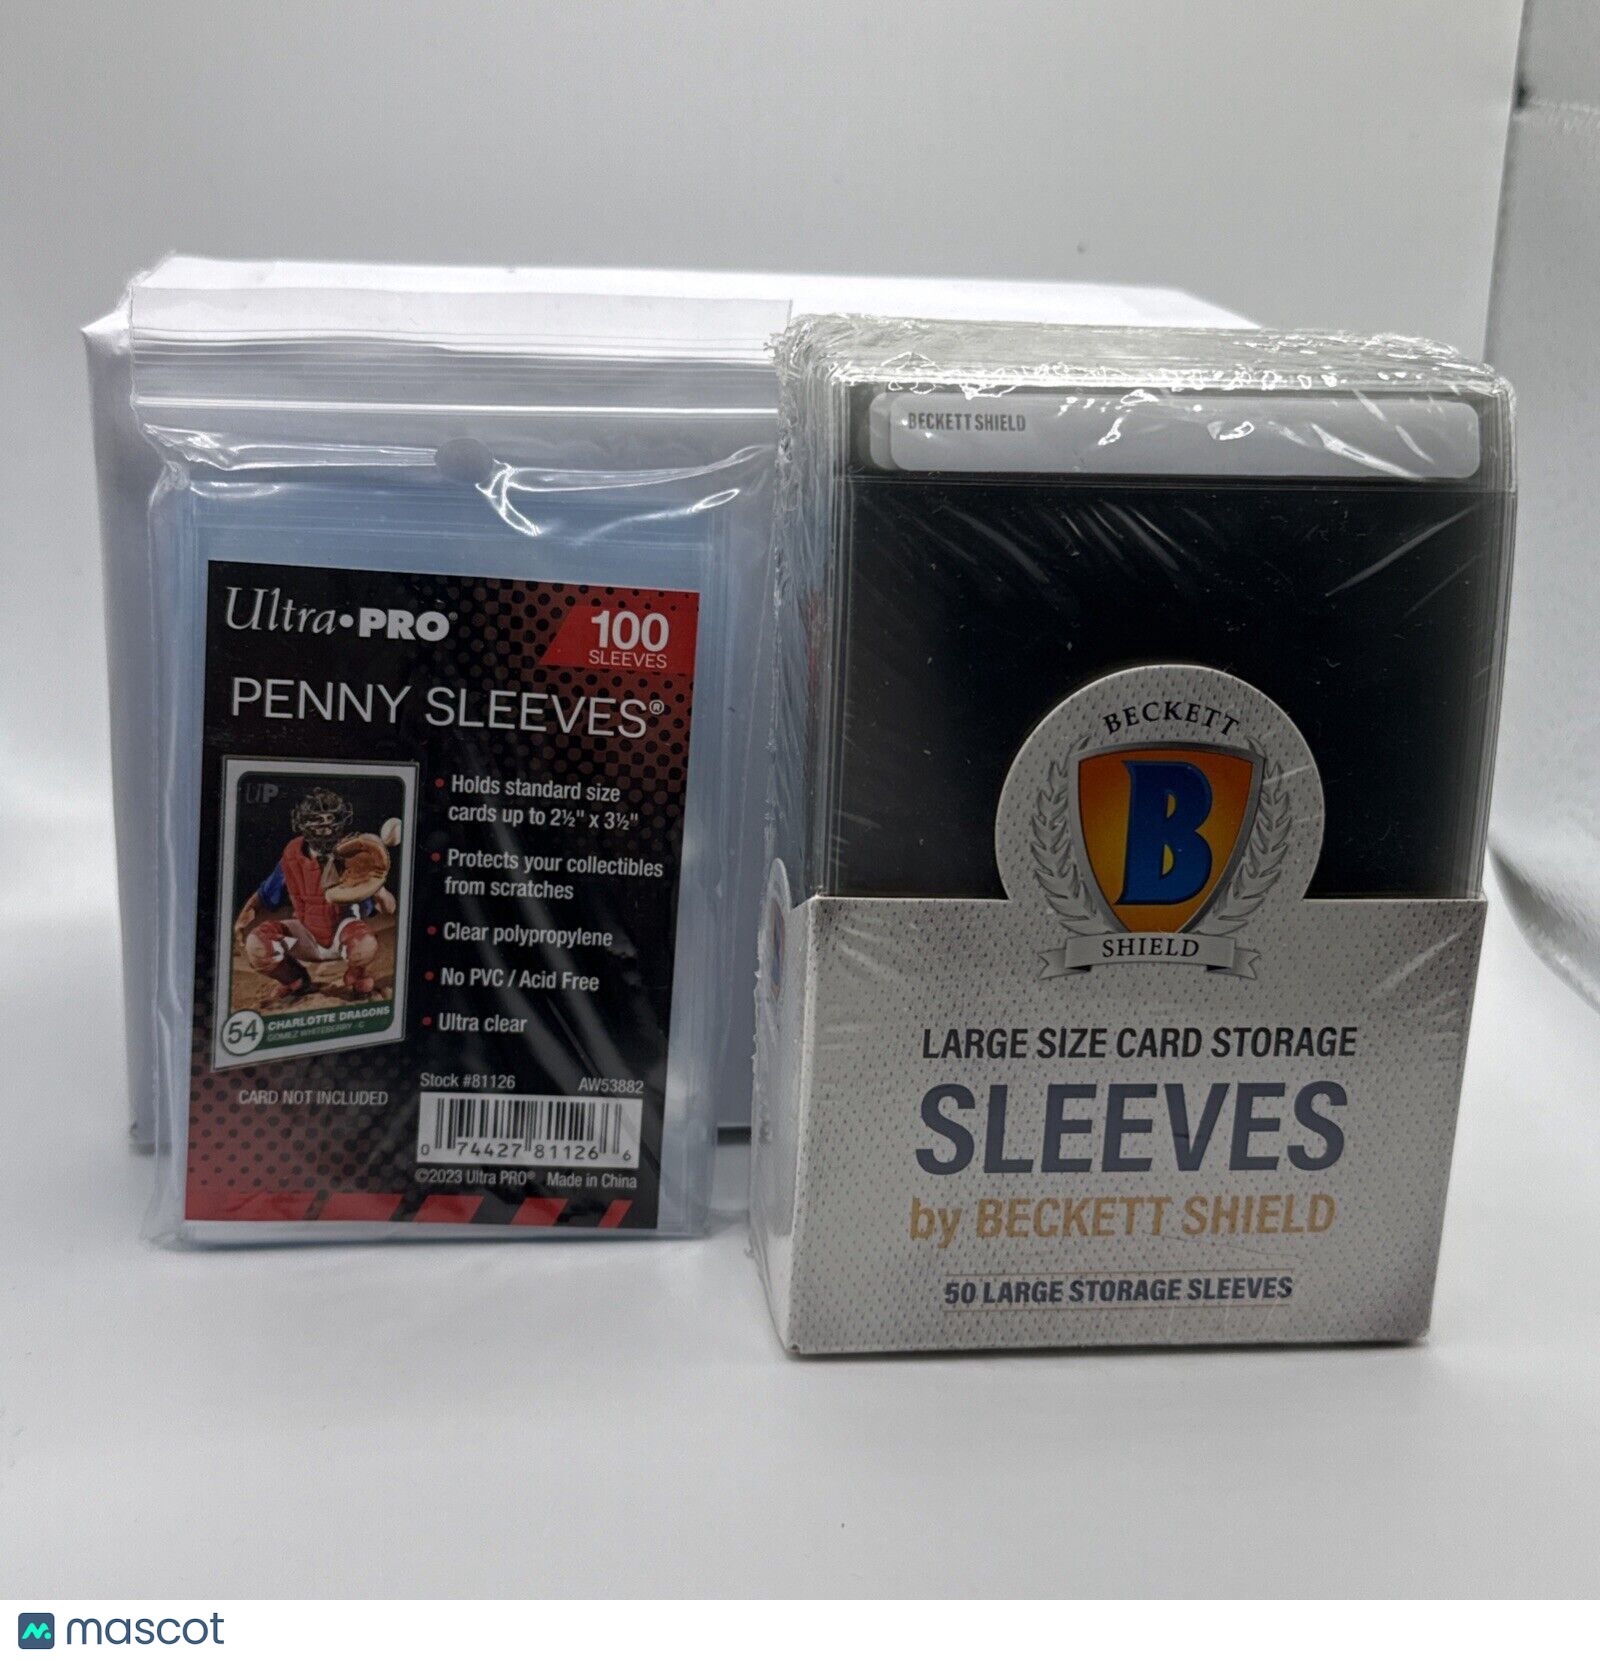 Ultra•PRO®
100
SLEEVES
PENNY SLEEVES®
UP
54
CHARLOTTE DRAGONS
GOMEZ WHITEBERRY - C
CARD NOT INCLUDED
• Holds standard size
cards up to 2½" x 3½"
• Protects your collectibles
from scratches
• Clear polypropylene
• No PVC / Acid Free
• Ultra clear
Stock #81126 AW53882
0 74427 81126 6
©2023 Ultra PRO® Made in China
BECKETT SHIELD
BECKETT
B
SHIELD
LARGE SIZE CARD STORAGE
SLEEVES
by BECKETT SHIELD
50 LARGE STORAGE SLEEVES
mascot